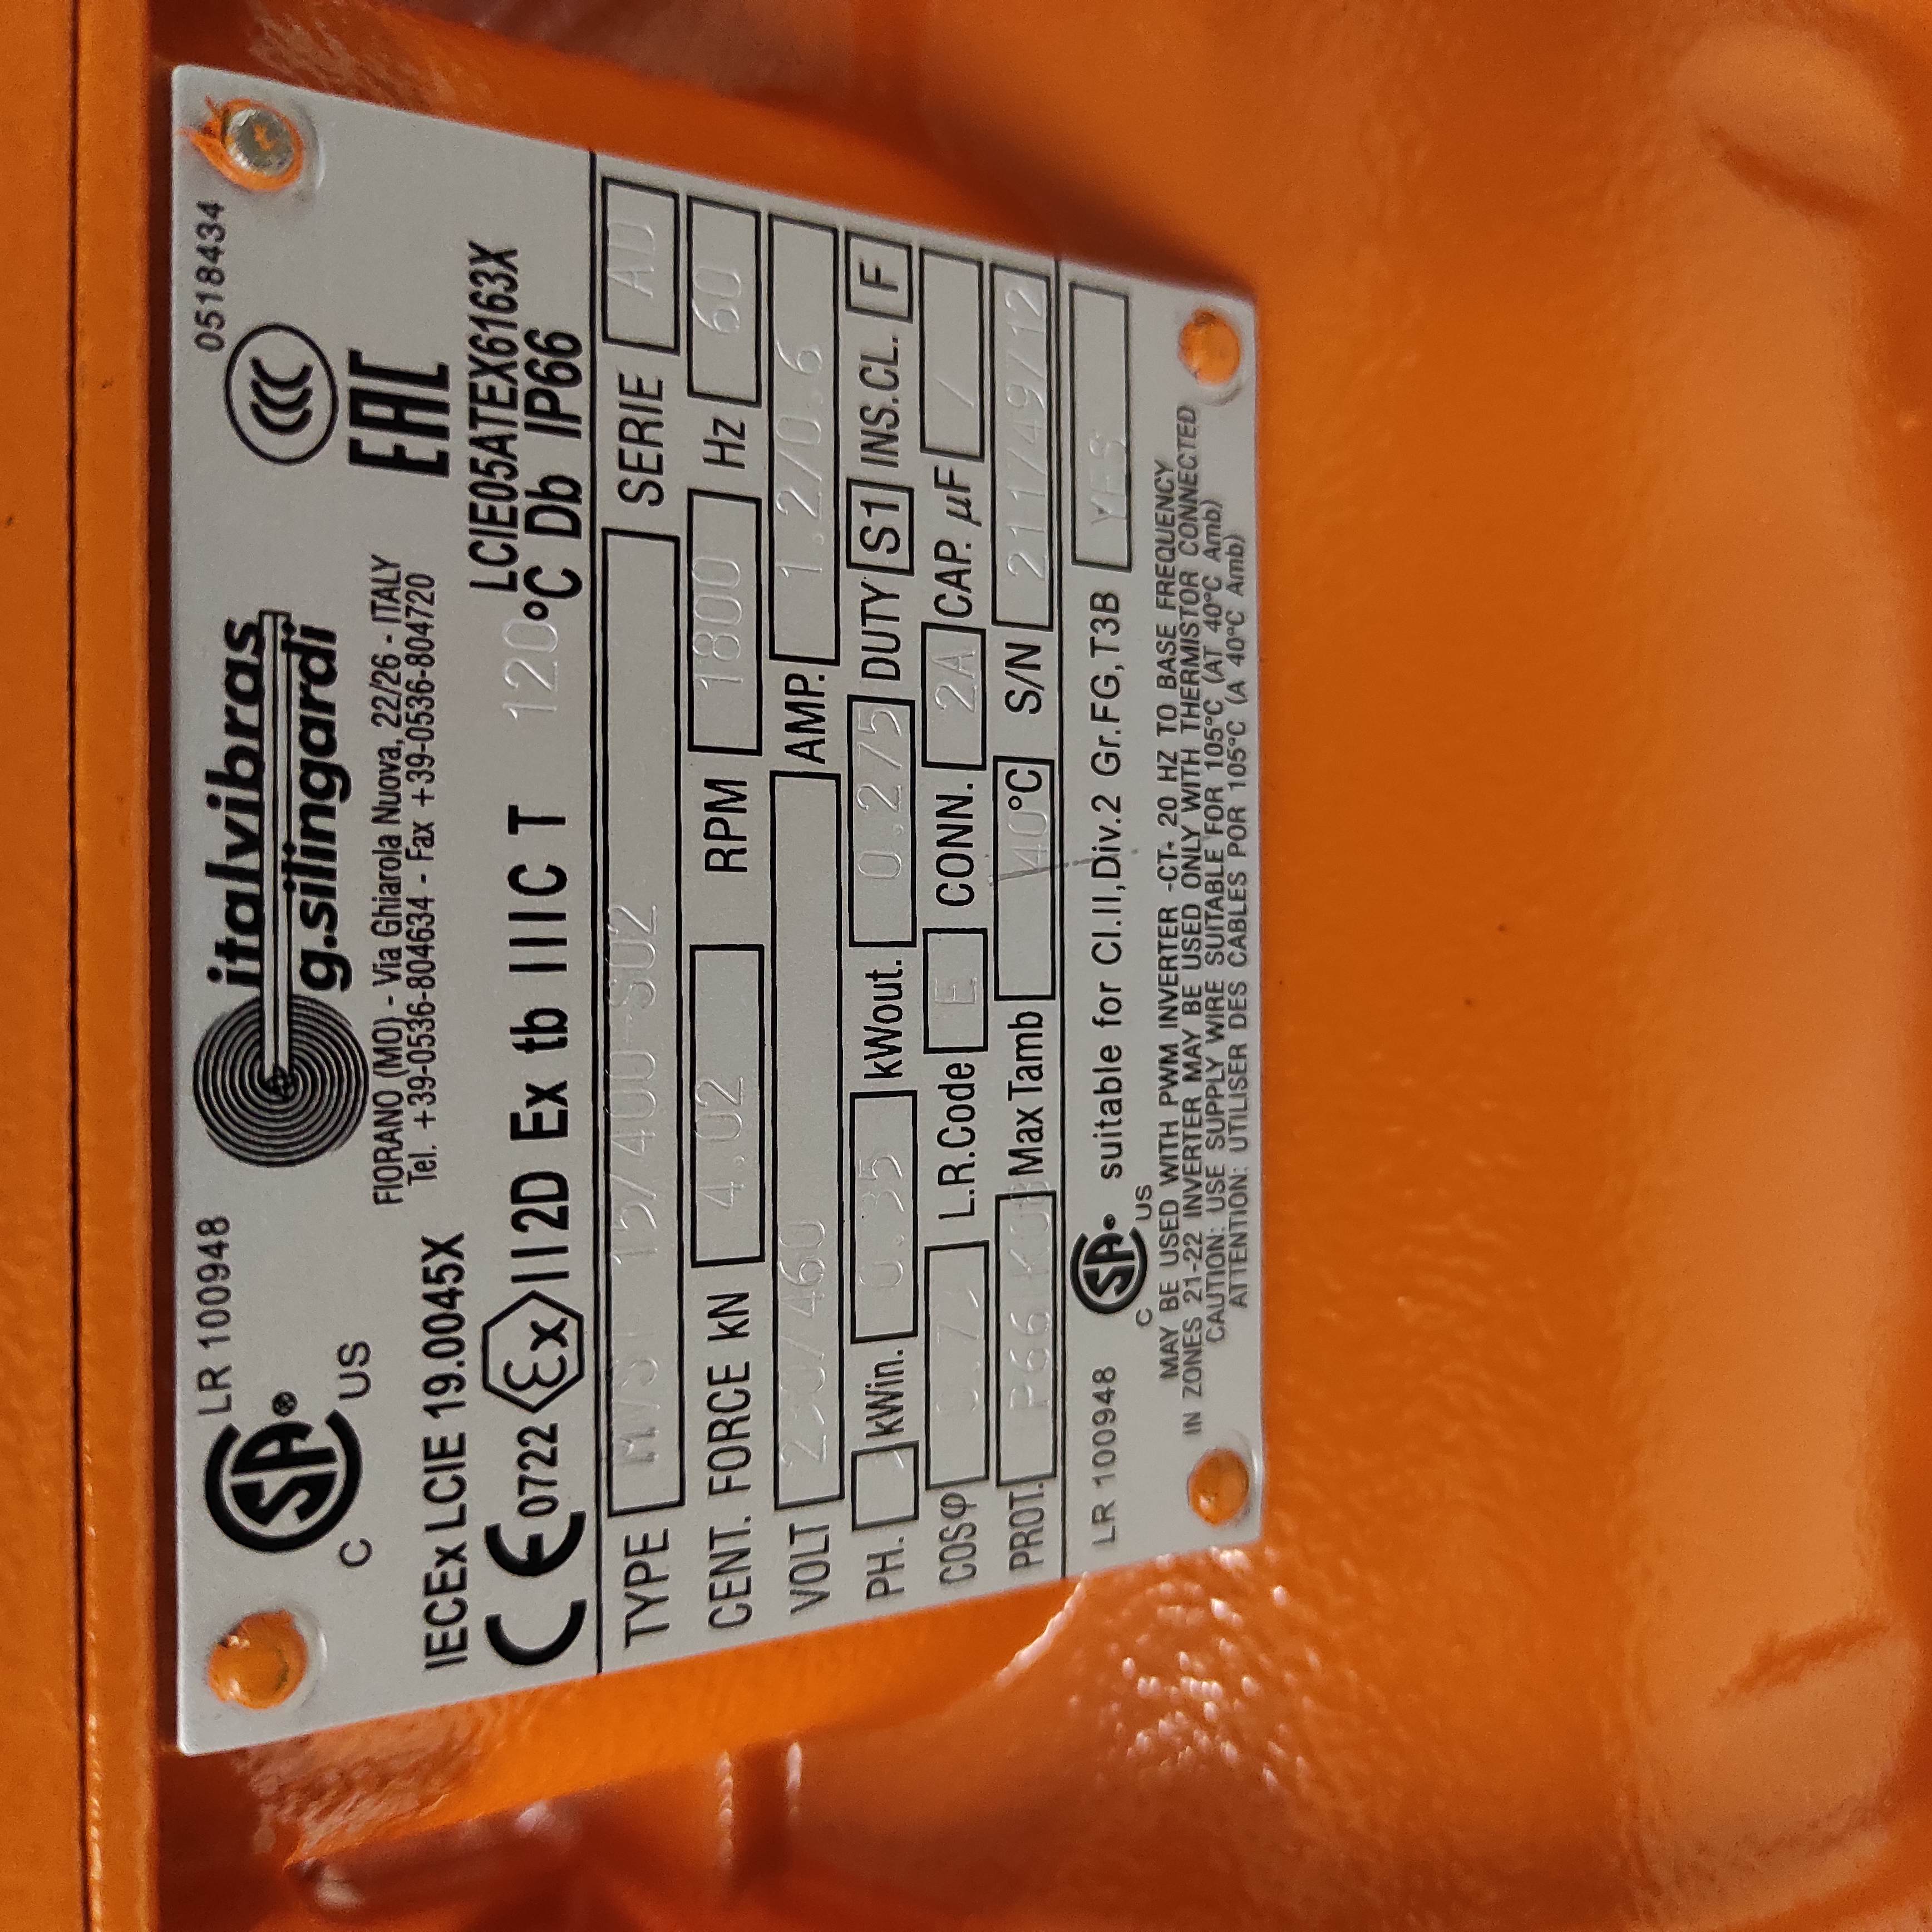 LR 100948
0518434
italvibras
g.silingardi
CSA® C US
CCC
EAC
FIORANO (MO) - Via Ghiarola Nuova, 22/26 - ITALY
Tel. +39-0536-804634 - Fax +39-0536-804720
IECEx LCIE 19.0045X
LCIE05ATEX6163X
CE 0722 Ex II 2D Ex tb IIIC T 120°C Db IP66
TYPE MVSI 15/400-S02 SERIE AD
CENT. FORCE kN 4.02 RPM 1800 Hz 60
VOLT 230/460 AMP. 1.2/0.6
PH. kWin. 0.35 kWout. 0.275 DUTY S1 INS.CL. F
COSφ L.R.Code E CONN. 2A CAP. µF /
PROT. Max Tamb 40°C S/N 211/49/12
LR 100948 CSA® C US suitable for Cl.II,Div.2 Gr.FG,T3B YES
MAY BE USED WITH PWM INVERTER -CT- 20 HZ TO BASE FREQUENCY
IN ZONES 21-22 INVERTER MAY BE USED ONLY WITH THERMISTOR CONNECTED
CAUTION: USE SUPPLY WIRE SUITABLE FOR 105°C (AT 40°C Amb)
ATTENTION: UTILISER DES CABLES POR 105°C (A 40°C Amb)